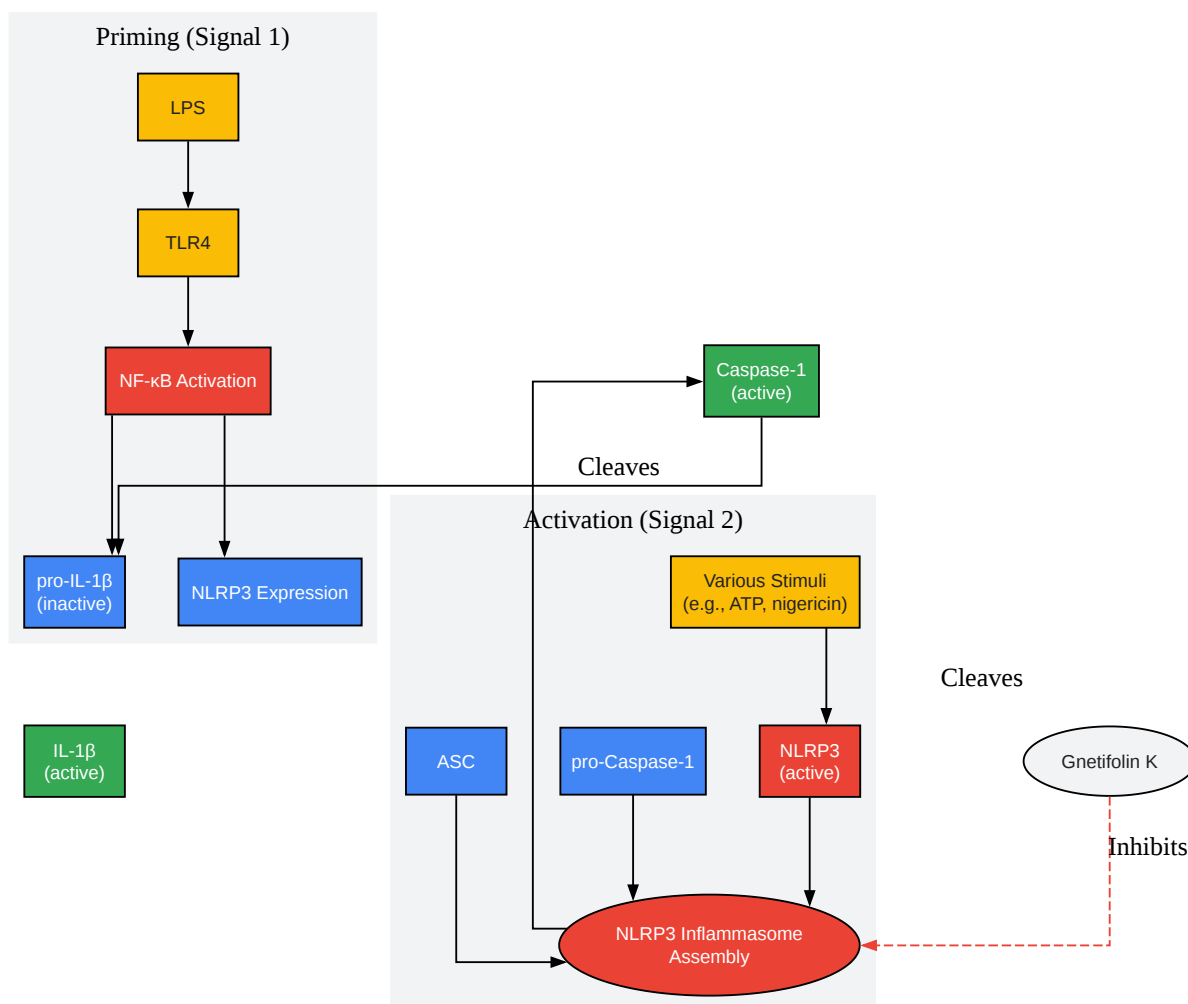 Priming (Signal 1)
LPS
TLR4
NF-κB Activation
Caspase-1
(active)
Cleaves
Activation (Signal 2)
pro-IL-1β
(inactive)
NLRP3 Expression
Various Stimuli
(e.g., ATP, nigericin)
Cleaves
IL-1β
(active)
ASC
pro-Caspase-1
NLRP3
(active)
Gnetifolin K
Inhibits
NLRP3 Inflammasome
Assembly